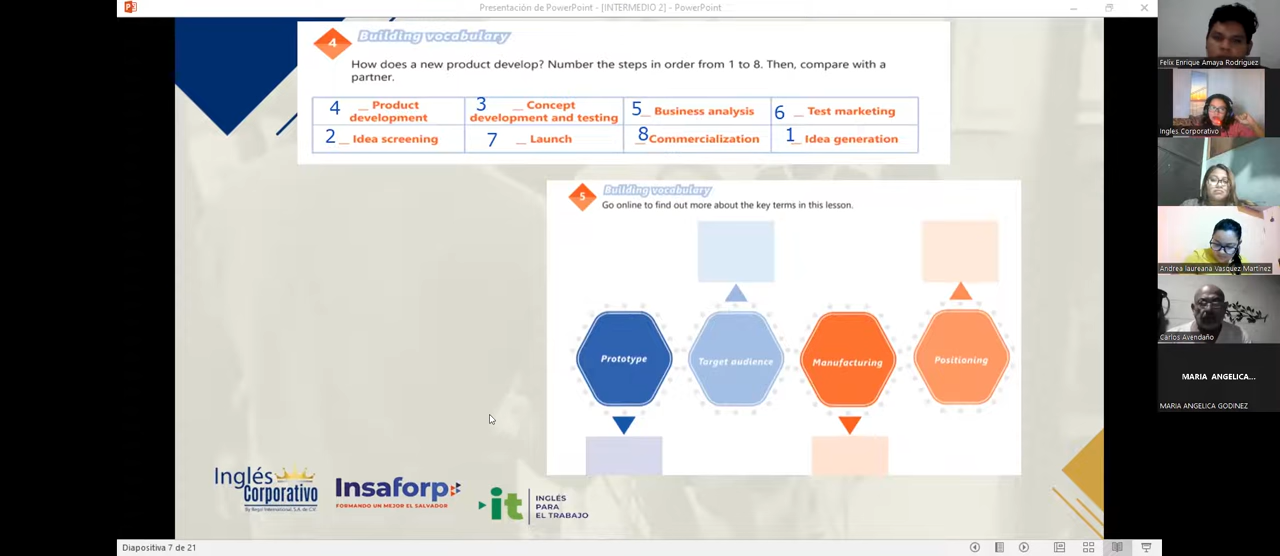 Presentación de PowerPoint - [INTERMEDIO 2] - PowerPoint
4 Building vocabulary
How does a new product develop? Number the steps in order from 1 to 8. Then, compare with a
partner.
4 __ Product development
3 __ Concept development and testing
5 __ Business analysis
6 __ Test marketing
2 __ Idea screening
7 __ Launch
8 __ Commercialization
1 __ Idea generation
5 Building vocabulary
Go online to find out more about the key terms in this lesson.
Prototype
Target audience
Manufacturing
Positioning
Inglés
Corporativo
Insaforp
FORMANDO UN MEJOR EL SALVADOR
it
INGLÉS
PARA
EL TRABAJO
Diapositiva 7 de 21
Felix Enrique Amaya Rodriguez
Ingles Corporativo
Andrea laureana Vasquez Martinez
Carlos Avendaño
MARIA ANGELICA...
MARIA ANGELICA GODINEZ